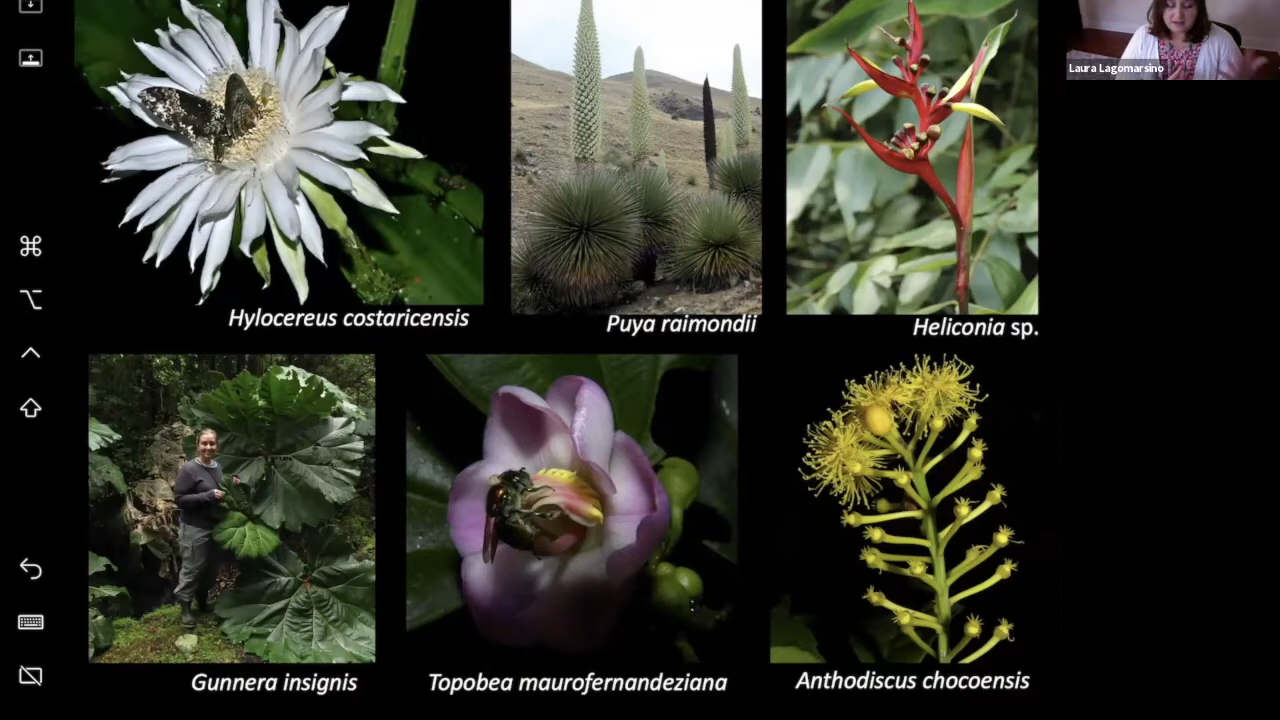 Laura Lagomarsino
Hylocereus costaricensis
Puya raimondii
Heliconia sp.
Gunnera insignis
Topobea maurofernandeziana
Anthodiscus chocoensis